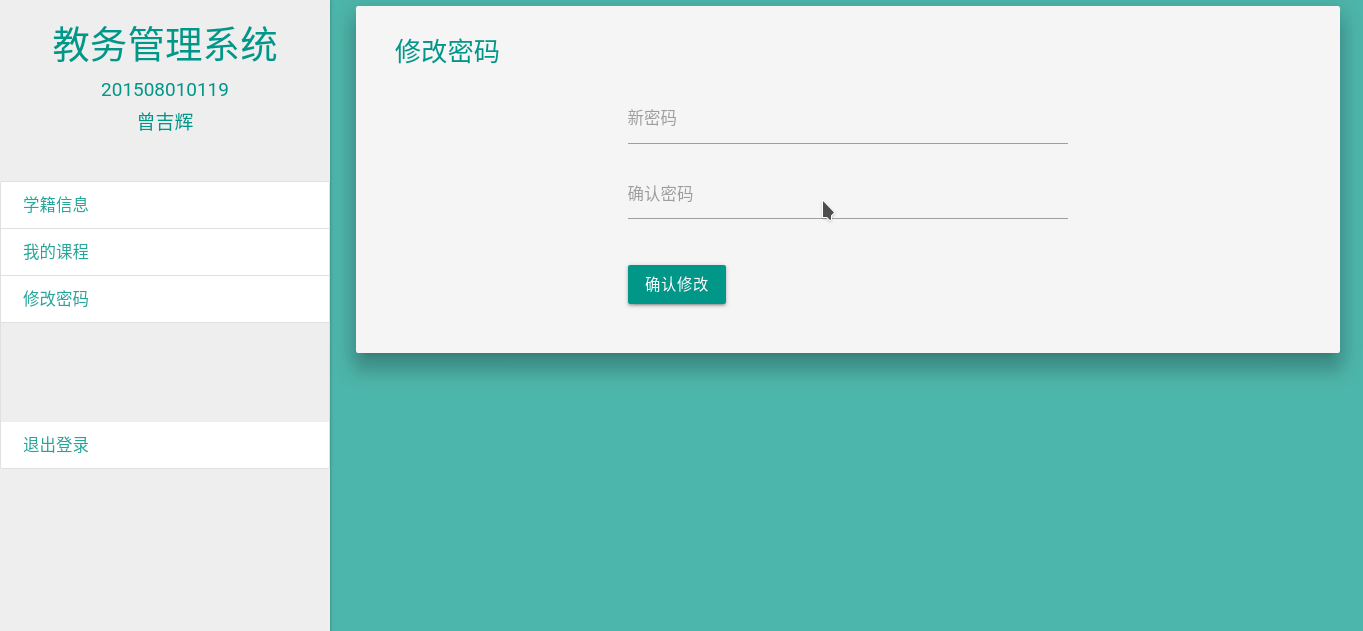 教务管理系统
201508010119
曾吉辉
学籍信息
我的课程
修改密码
退出登录
修改密码
新密码
确认密码
确认修改